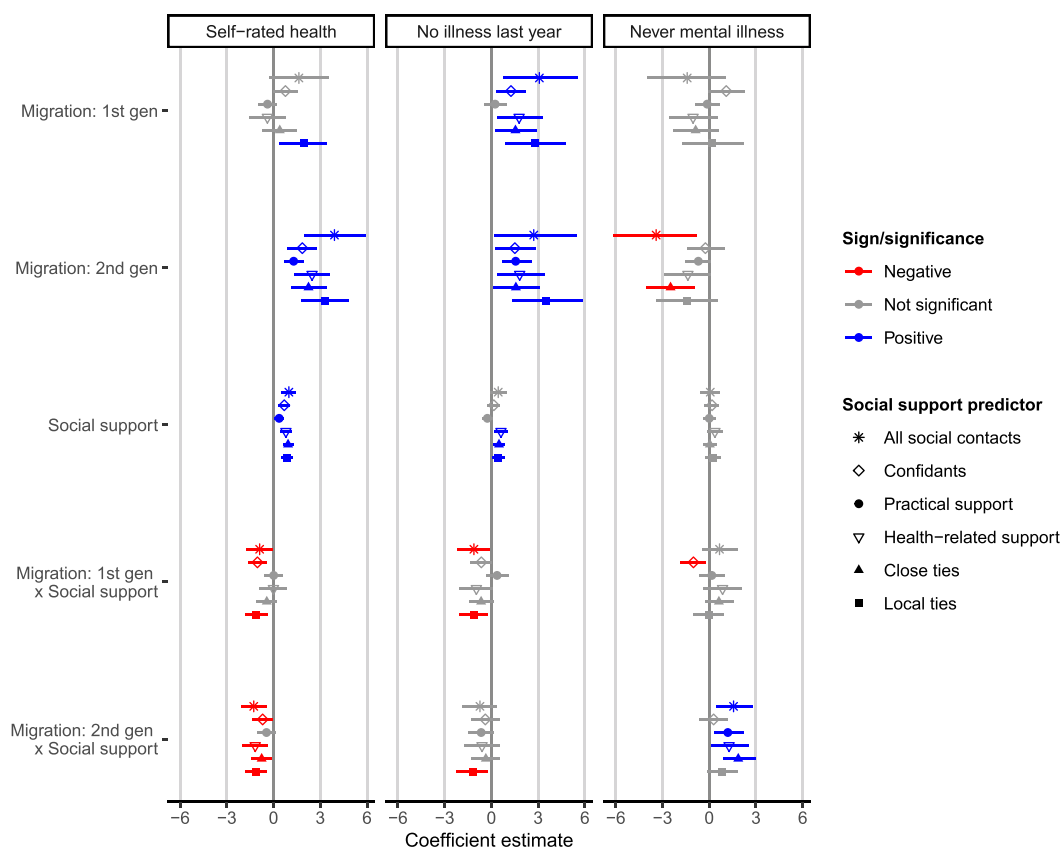 Self−rated health
No illness last year
Never mental illness
Migration: 1st gen
Migration: 2nd gen
Social support
Migration: 1st gen
x Social support
Migration: 2nd gen
x Social support
−6 −3 0 3 6
−6 −3 0 3 6
−6 −3 0 3 6
Coefficient estimate
Sign/significance
Negative
Not significant
Positive
Social support predictor
All social contacts
Confidants
Practical support
Health−related support
Close ties
Local ties